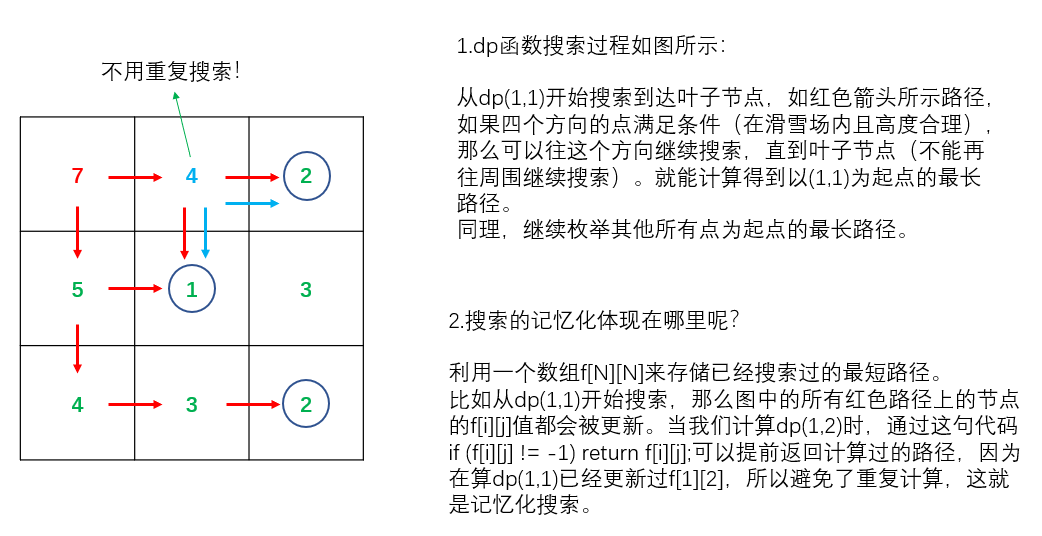 不用重复搜索!
7 4 2
5 1 3
4 3 2
1.dp函数搜索过程如图所示：
从dp(1,1)开始搜索到达叶子节点，如红色箭头所示路径，
如果四个方向的点满足条件（在滑雪场内且高度合理），
那么可以往这个方向继续搜索，直到叶子节点（不能再
往周围继续搜索）。就能计算得到以(1,1)为起点的最长
路径。
同理，继续枚举其他所有点为起点的最长路径。
2.搜索的记忆化体现在哪里呢？
利用一个数组f[N][N]来存储已经搜索过的最短路径。
比如从dp(1,1)开始搜索，那么图中的所有红色路径上的节点
的f[i][j]值都会被更新。当我们计算dp(1,2)时，通过这句代码
if (f[i][j] != -1) return f[i][j];可以提前返回计算过的路径，因为
在算dp(1,1)已经更新过f[1][2]，所以避免了重复计算，这就
是记忆化搜索。